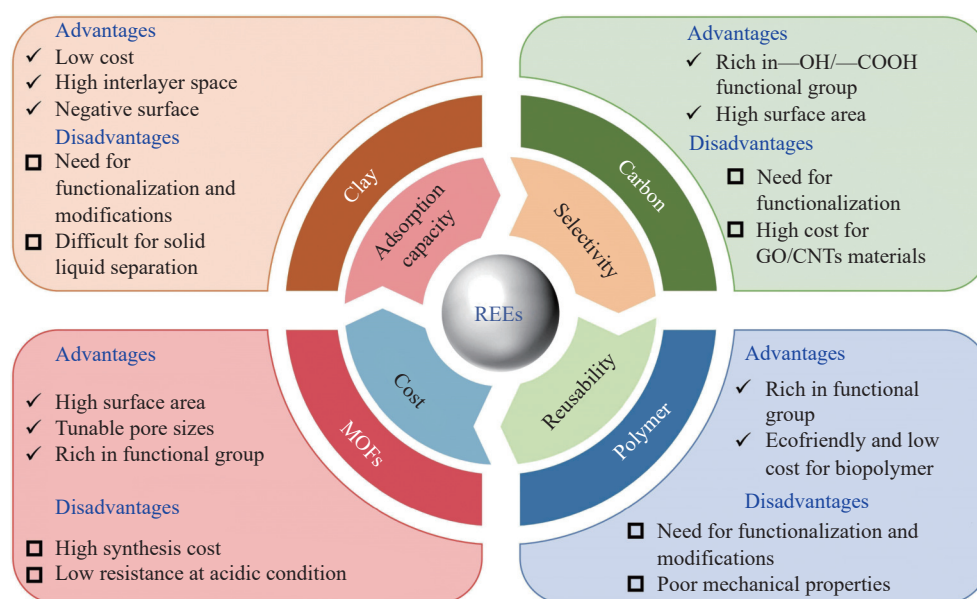 Advantages
Low cost
High interlayer space
Negative surface
Disadvantages
Need for
functionalization and
modifications
Difficult for solid
liquid separation
Advantages
Rich in—OH/—COOH
functional group
High surface area
Disadvantages
Need for
functionalization
High cost for
GO/CNTs materials
Clay
Carbon
Adsorption
capacity
Selectivity
REEs
Cost
Reusability
MOFs
Polymer
Advantages
High surface area
Tunable pore sizes
Rich in functional group
Disadvantages
High synthesis cost
Low resistance at acidic condition
Advantages
Rich in functional
group
Ecofriendly and low
cost for biopolymer
Disadvantages
Need for functionalization and
modifications
Poor mechanical properties